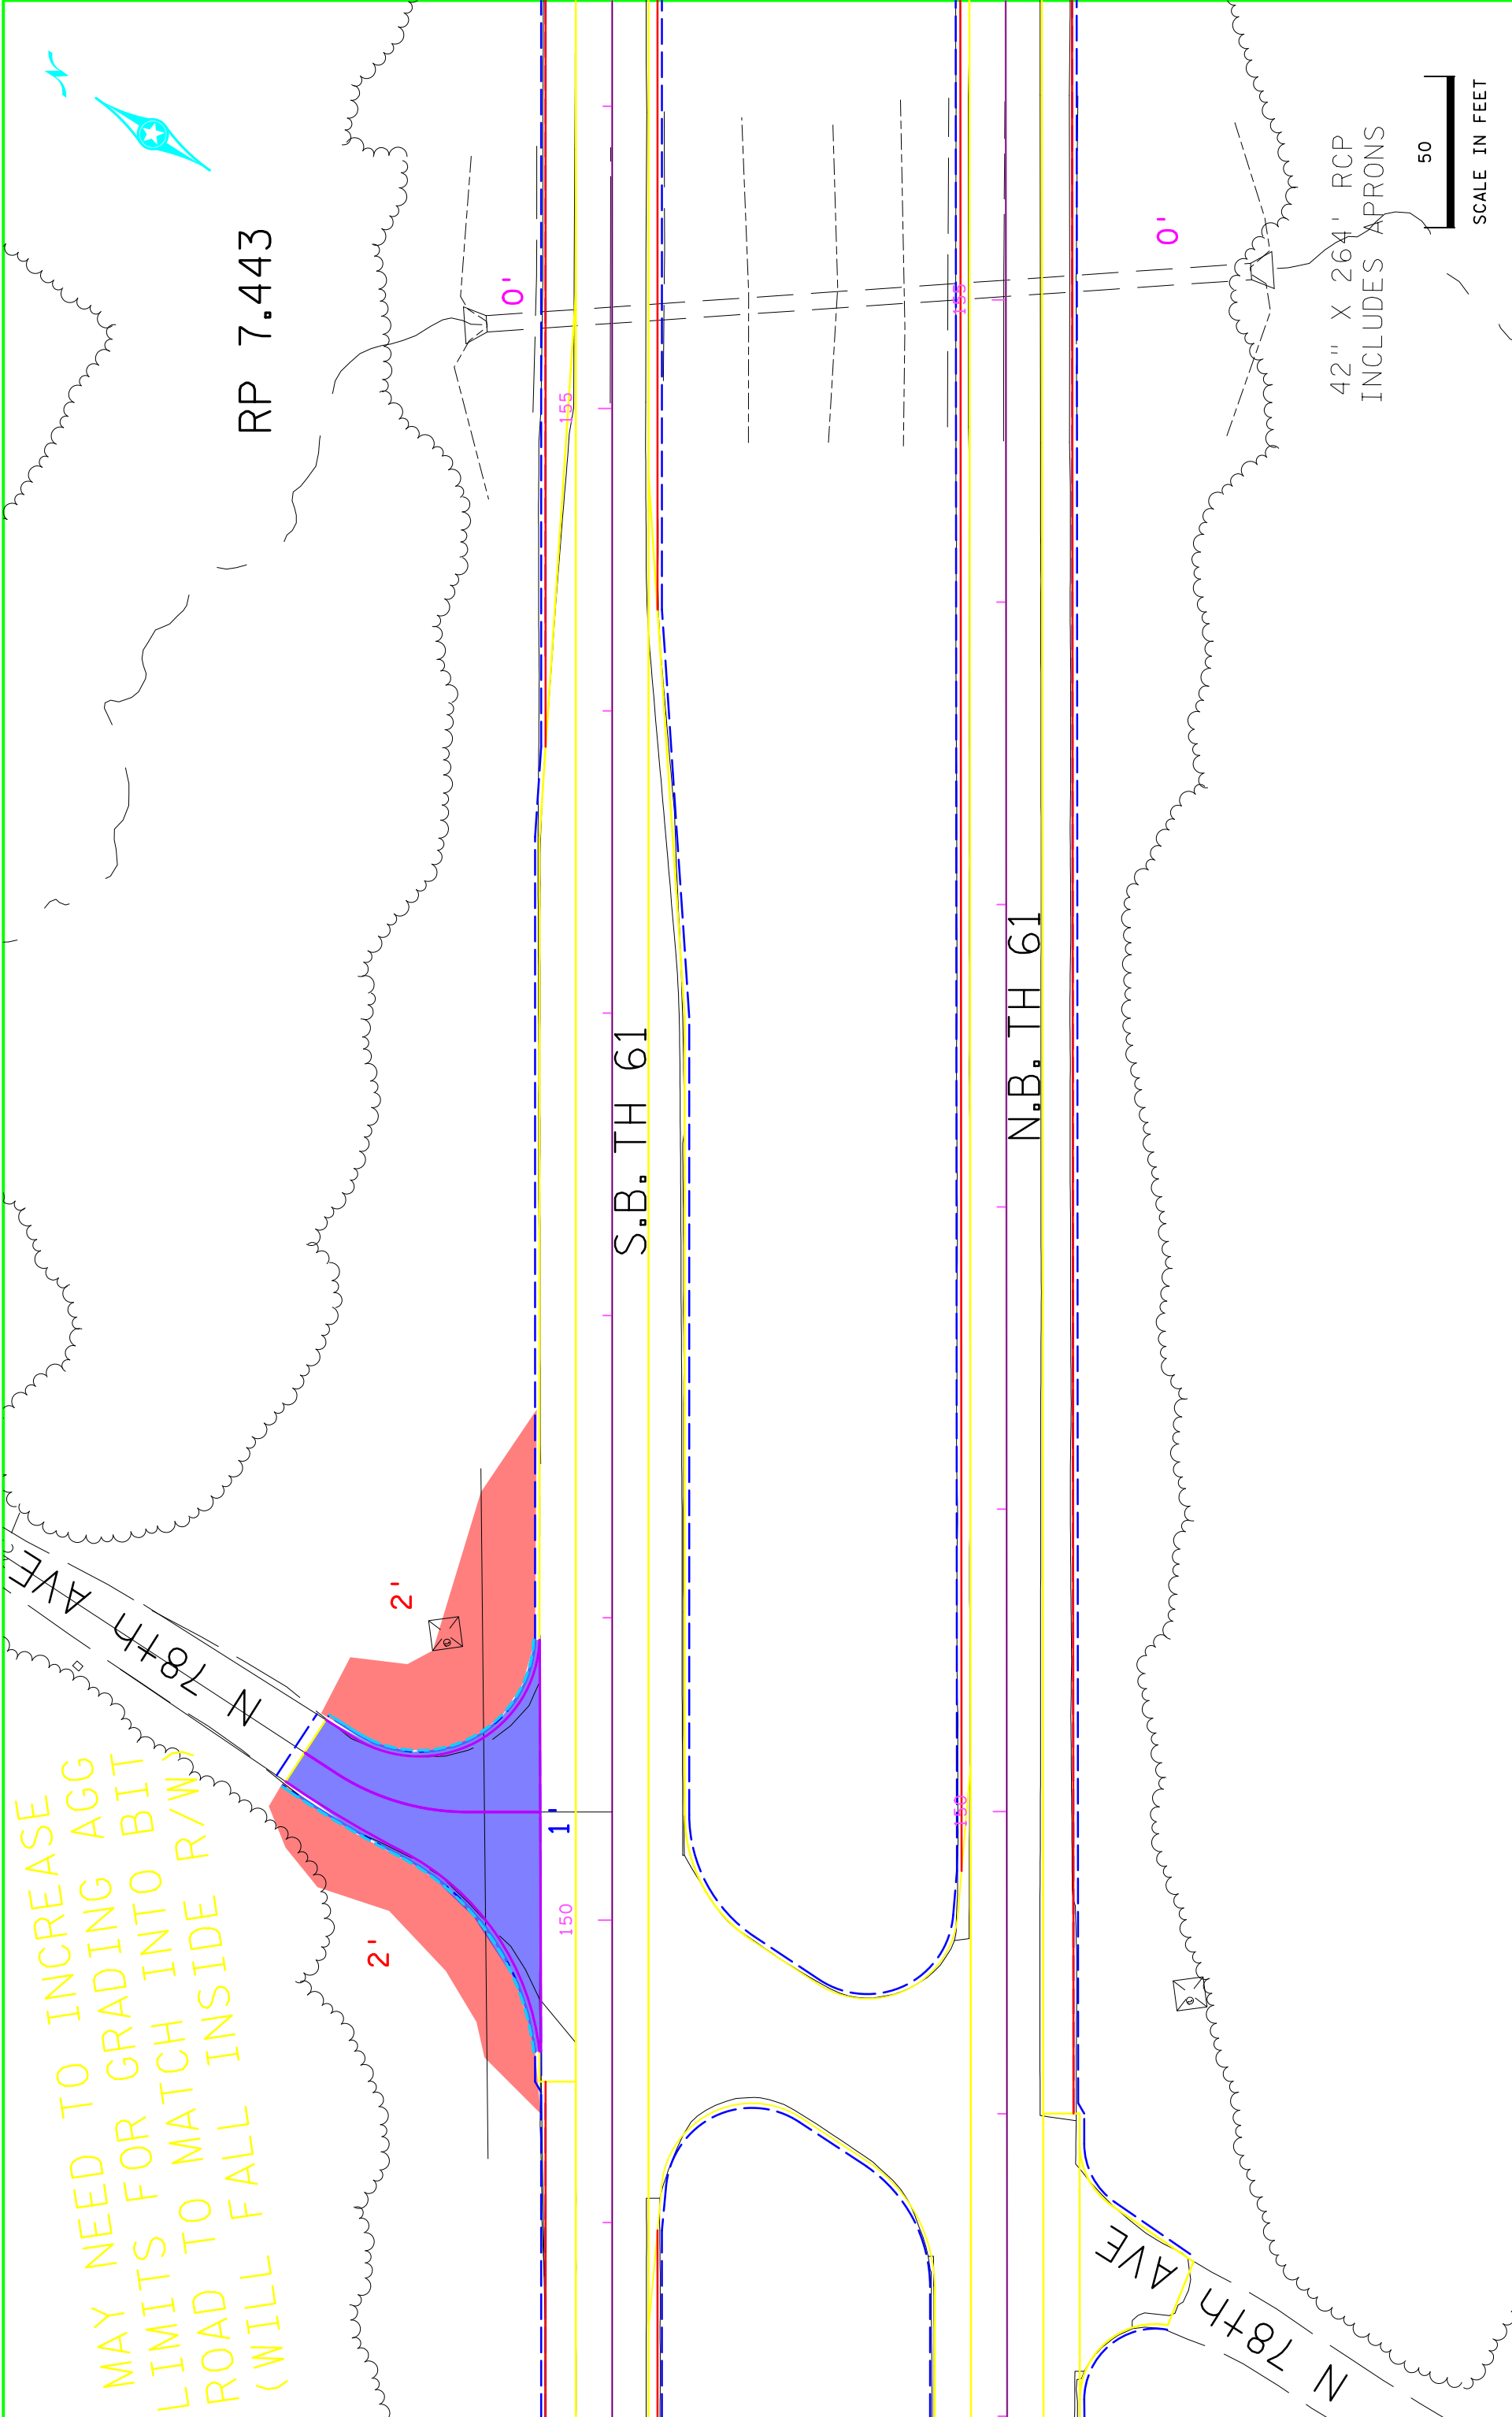 N
RP 7.443
0'
0'
42" X 264' RCP
INCLUDES APRONS
50
SCALE IN FEET
155
155
S.B. TH 61
N.B. TH 61
N 78th AVE
2'
2'
1'
150
150
MAY NEED TO INCREASE
LIMITS FOR GRADING AGG
ROAD TO MATCH INTO BIT
(WILL FALL INSIDE R/W)
N 78th AVE